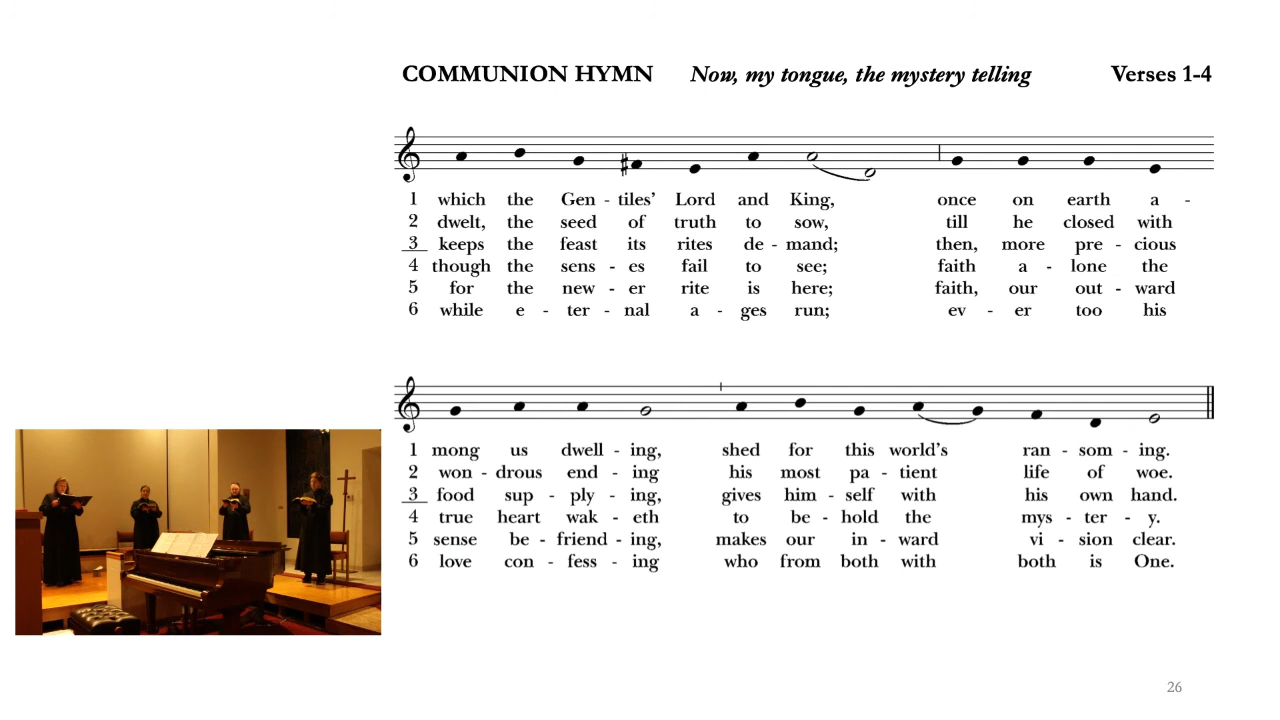 COMMUNION HYMN Now, my tongue, the mystery telling Verses 1-4
1 which the Gen - tiles' Lord and King, once on earth a -
2 dwelt, the seed of truth to sow, till he closed with
3 keeps the feast its rites de - mand; then, more pre - cious
4 though the sens - es fail to see; faith a - lone the
5 for the new - er rite is here; faith, our out - ward
6 while e - ter - nal a - ges run; ev - er too his
1 mong us dwell - ing, shed for this world's ran - som - ing.
2 won - drous end - ing his most pa - tient life of woe.
3 food sup - ply - ing, gives him - self with his own hand.
4 true heart wak - eth to be - hold the mys - ter - y.
5 sense be - friend - ing, makes our in - ward vi - sion clear.
6 love con - fess - ing who from both with both is One.
26